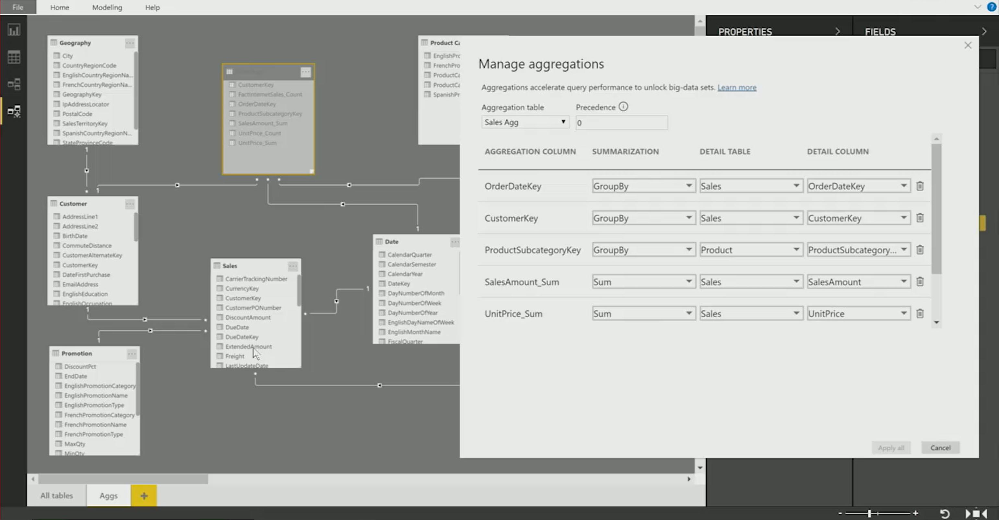 File Home Modeling Help
PROPERTIES
FIELDS
Geography
City
CountryRegionCode
EnglishCountryRegionNa...
FrenchCountryRegionNa...
GeographyKey
IpAddressLocator
PostalCode
SalesTerritoryKey
SpanishCountryRegionN...
StateProvinceCode
1
CustomerKey
FactInternetSales_Count
OrderDateKey
ProductSubcategoryKey
SalesAmount_Sum
UnitPrice_Count
UnitPrice_Sum
Product Ca
EnglishPro
FrenchPro
ProductCa
ProductCa
SpanishPr
1
1
Customer
AddressLine1
AddressLine2
BirthDate
CommuteDistance
CustomerAlternateKey
CustomerKey
DateFirstPurchase
EmailAddress
EnglishEducation
EnglishOccupation
1
1
Sales
CarrierTrackingNumber
CurrencyKey
CustomerKey
CustomerPONumber
DiscountAmount
DueDate
DueDateKey
ExtendedAmount
Freight
LastUpdateDate
1
Date
CalendarQuarter
CalendarSemester
CalendarYear
DateKey
DayNumberOfMonth
DayNumberOfWeek
DayNumberOfYear
EnglishDayNameOfWeek
EnglishMonthName
FiscalQuarter
Promotion
DiscountPct
EndDate
EnglishPromotionCategory
EnglishPromotionName
EnglishPromotionType
FrenchPromotionCategory
FrenchPromotionName
FrenchPromotionType
MaxQty
MinQty
Manage aggregations
Aggregations accelerate query performance to unlock big-data sets. Learn more
Aggregation table Precedence
Sales Agg 0
AGGREGATION COLUMN SUMMARIZATION DETAIL TABLE DETAIL COLUMN
OrderDateKey GroupBy Sales OrderDateKey
CustomerKey GroupBy Sales CustomerKey
ProductSubcategoryKey GroupBy Product ProductSubcategory...
SalesAmount_Sum Sum Sales SalesAmount
UnitPrice_Sum Sum Sales UnitPrice
Apply all Cancel
All tables Aggs +